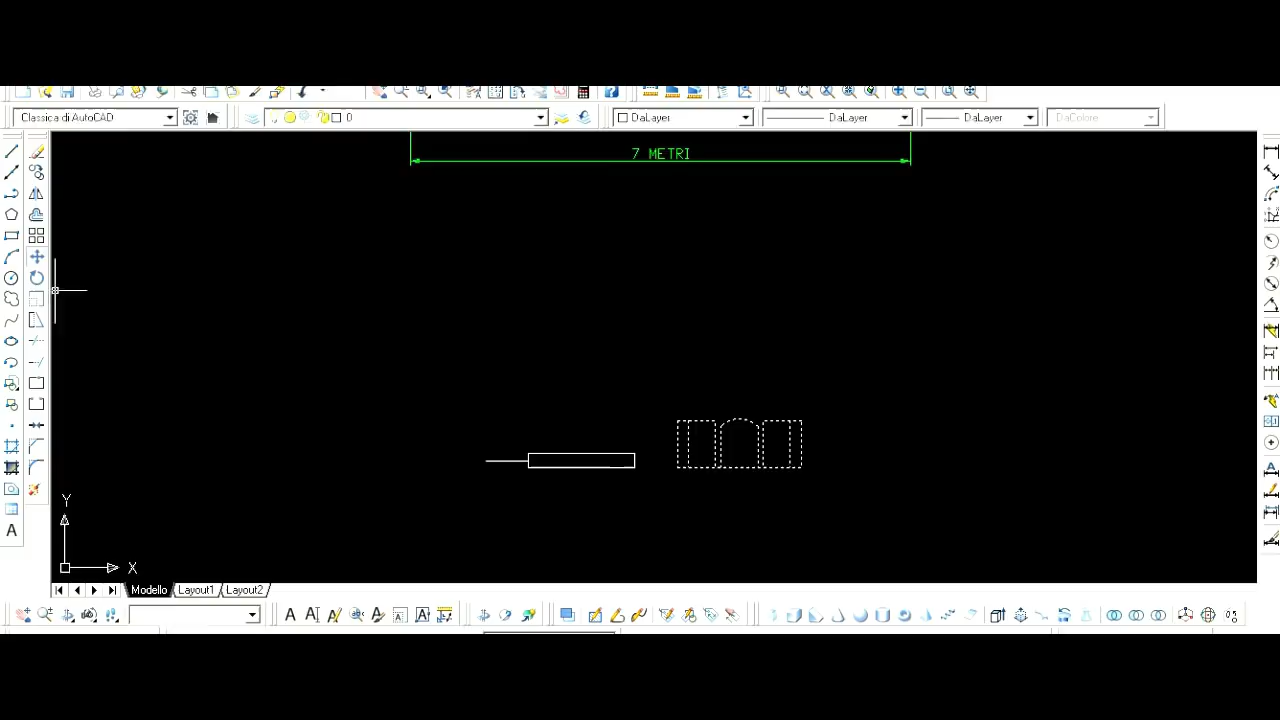 Classica di AutoCAD
0
DaLayer
DaLayer
DaLayer
DaColore
7 METRI
Y
X
Modello
Layout1
Layout2